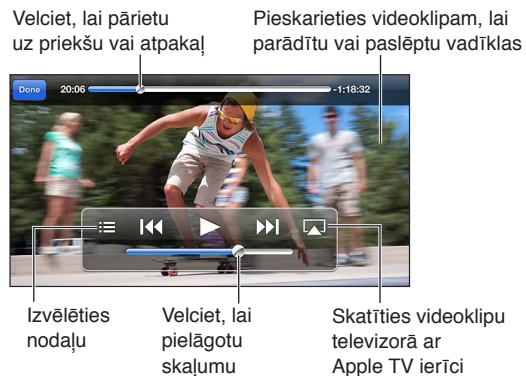 Velciet, lai pārietu
uz priekšu vai atpakaļ
Pieskarieties videoklipam, lai
parādītu vai paslēptu vadīklas
Done 20:06 -1:18:32
Izvēlēties
nodaļu
Velciet, lai
pielāgotu
skaļumu
Skatīties videoklipu
televizorā ar
Apple TV ierīci